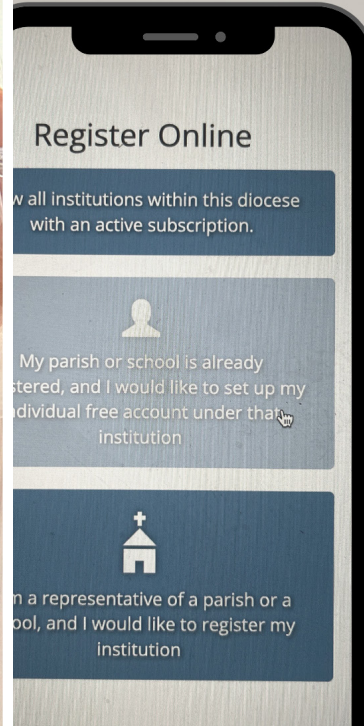 Register Online
w all institutions within this diocese
with an active subscription.
My parish or school is already
stered, and I would like to set up my
dividual free account under that
institution
m a representative of a parish or a
ool, and I would like to register my
institution